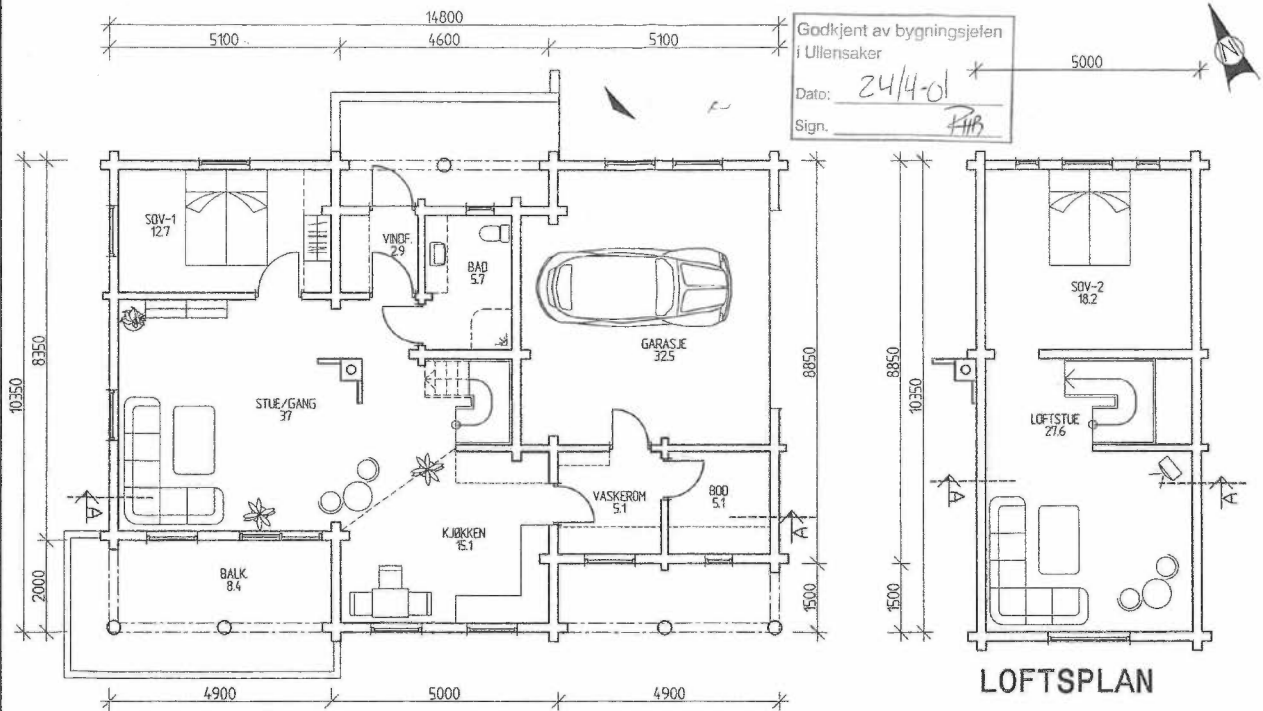 14800
5100
4600
5100
Godkjent av bygningsjefen
i Ullensaker
Dato: 24/4-01
Sign.
5000
N
SOV-1
12.7
VINDF.
2.9
BAD
5.7
GARASJE
32.5
SOV-2
18.2
10350
8350
8850
8850
10350
STUE/GANG
37
LOFTSTUE
27.6
VASKEROM
5.1
BOD
5.1
KJØKKEN
15.1
A
A
A
A
BALK.
8.4
2000
1500
1500
4900
5000
4900
LOFTSPLAN